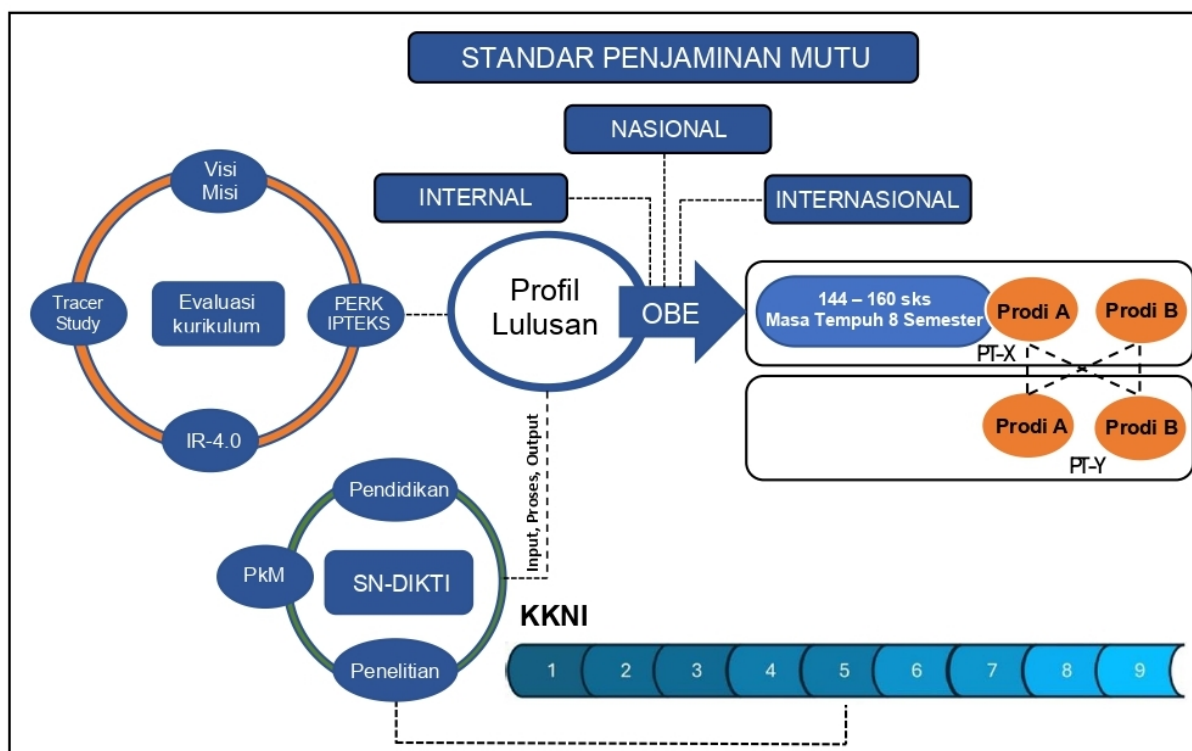 STANDAR PENJAMINAN MUTU
NASIONAL
INTERNAL
INTERNASIONAL
Visi
Misi
Tracer
Study
Evaluasi
kurikulum
PERK
IPTEKS
IR-4.0
Profil
Lulusan
OBE
144 – 160 sks
Masa Tempuh 8 Semester
Prodi A
Prodi B
PT-X
Prodi A
Prodi B
PT-Y
Input, Proses, Output
Pendidikan
PkM
SN-DIKTI
Penelitian
KKNI
1 2 3 4 5 6 7 8 9